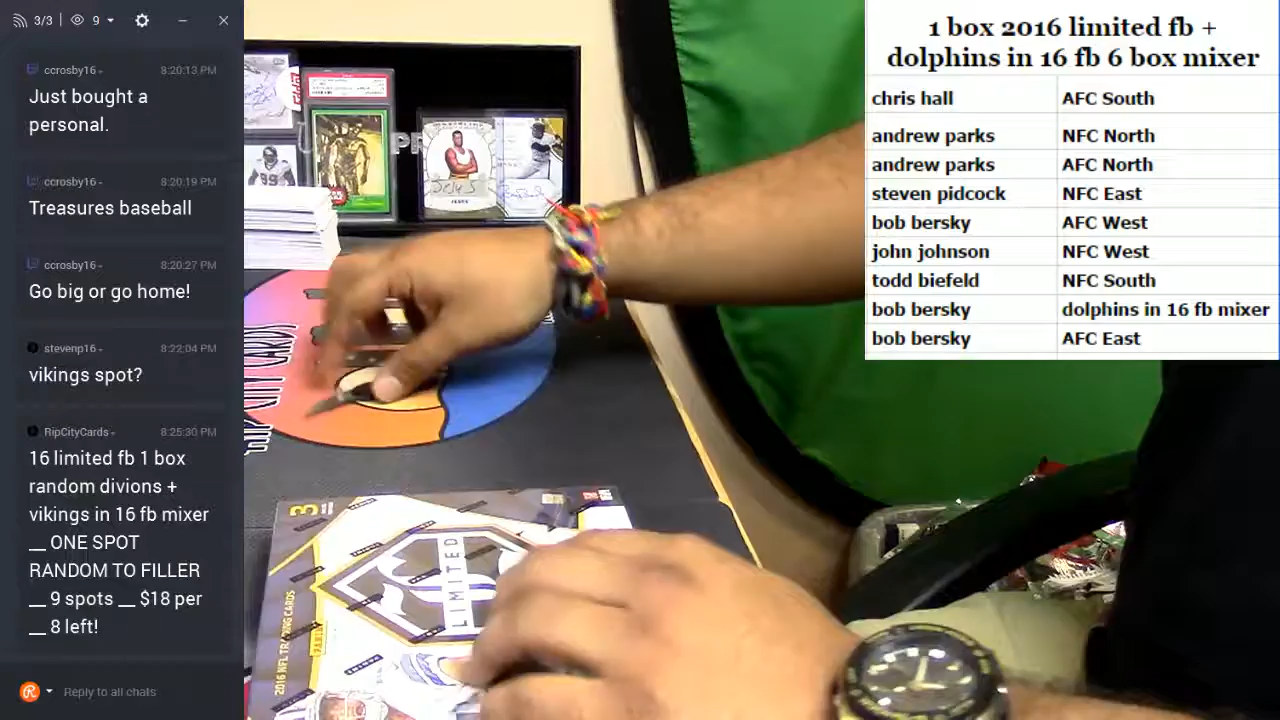 3/3
9
ccrosby16
8:20:13 PM
Just bought a
personal.
ccrosby16
8:20:19 PM
Treasures baseball
ccrosby16
8:20:27 PM
Go big or go home!
stevenp16
8:22:04 PM
vikings spot?
RipCityCards
8:25:30 PM
16 limited fb 1 box
random divions +
vikings in 16 fb mixer
__ ONE SPOT
RANDOM TO FILLER
__ 9 spots __ $18 per
__ 8 left!
Reply to all chats
1 box 2016 limited fb +
dolphins in 16 fb 6 box mixer
chris hall AFC South
andrew parks NFC North
andrew parks AFC North
steven pidcock NFC East
bob bersky AFC West
john johnson NFC West
todd biefeld NFC South
bob bersky dolphins in 16 fb mixer
bob bersky AFC East
RIP CITY CARDS
3
LIMITED
2016 NFL TRADING CARDS
PANINI
99